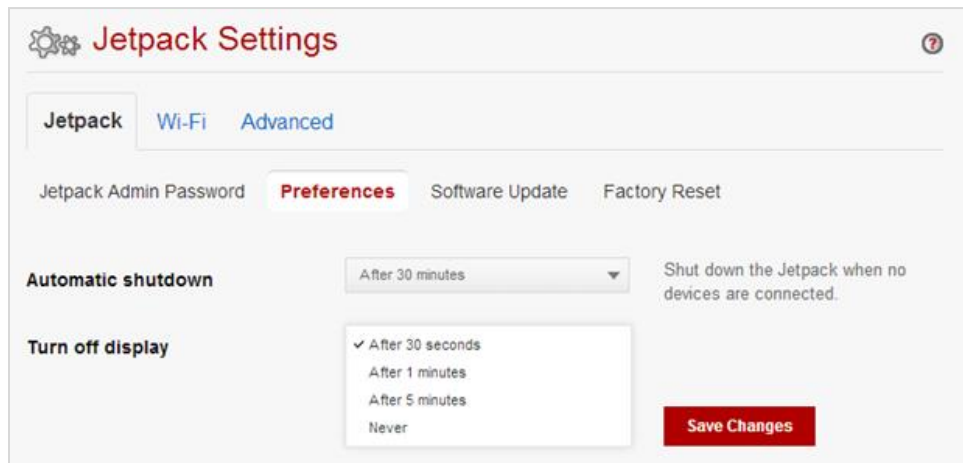 Jetpack Settings
?
Jetpack Wi-Fi Advanced
Jetpack Admin Password Preferences Software Update Factory Reset
Automatic shutdown After 30 minutes Shut down the Jetpack when no
devices are connected.
Turn off display ✓ After 30 seconds
After 1 minutes
After 5 minutes
Never
Save Changes